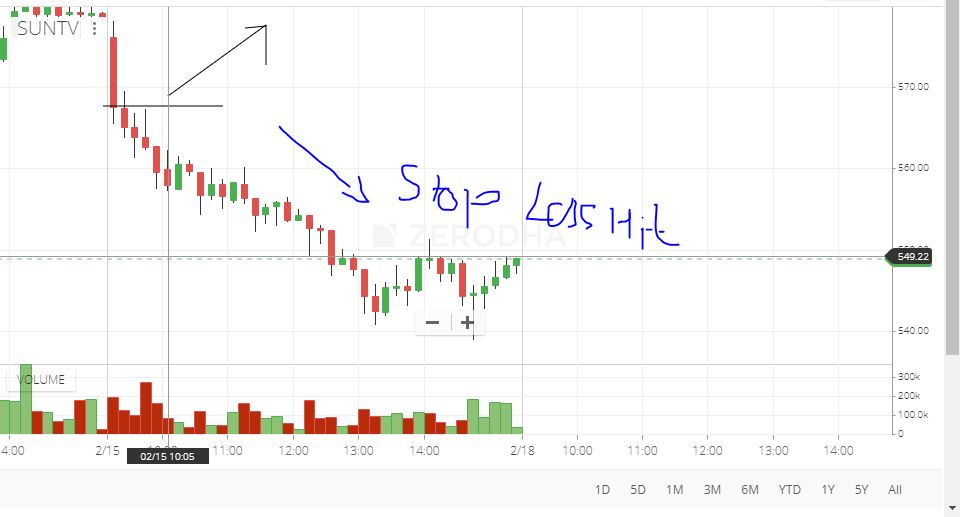 SUNTV
570.00
560.00
Stop Loss Hit
ZERODHA
549.22
540.00
VOLUME
300k
200k
100.0k
0
4:00 2/15 11:00 12:00 13:00 14:00 2/18 10:00 11:00 12:00 13:00 14:00
02/15 10:05
1D 5D 1M 3M 6M YTD 1Y 5Y All